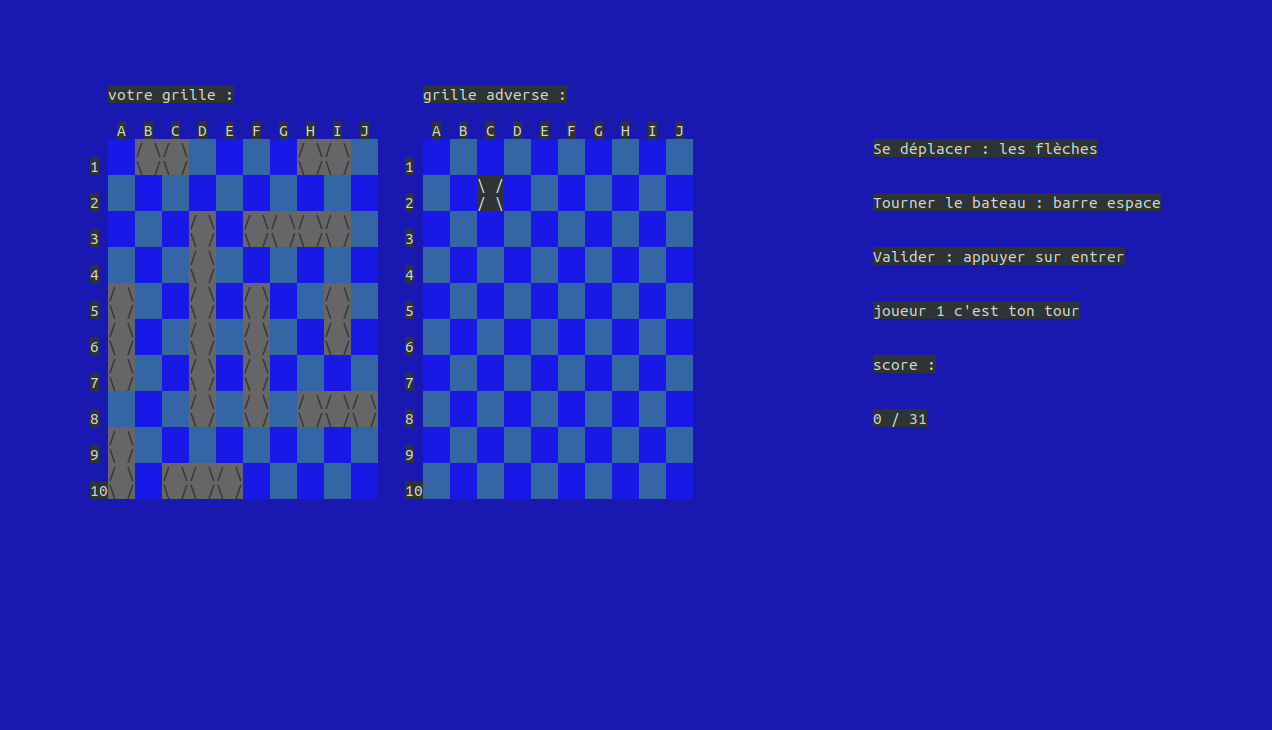 votre grille :
grille adverse :
A B C D E F G H I J
A B C D E F G H I J
1
1
Se déplacer : les flèches
2
2
Tourner le bateau : barre espace
3
3
Valider : appuyer sur entrer
4
4
5
5
joueur 1 c'est ton tour
6
6
score :
7
7
8
8
0 / 31
9
9
10
10